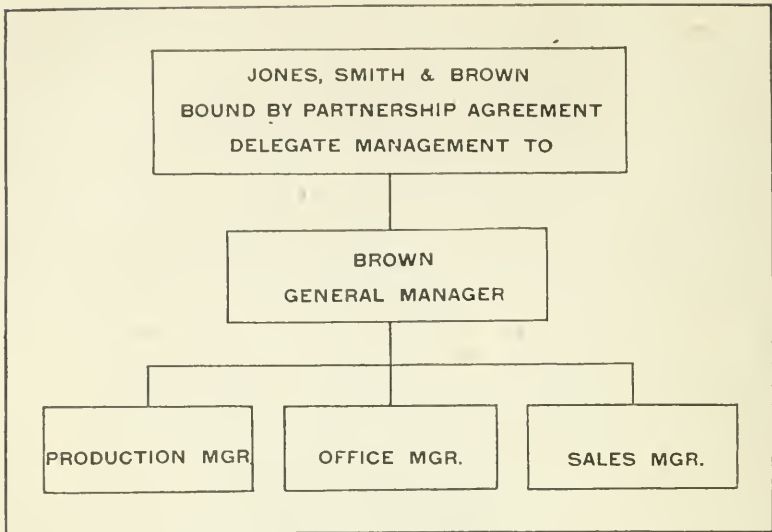 JONES, SMITH & BROWN
BOUND BY PARTNERSHIP AGREEMENT
DELEGATE MANAGEMENT TO
BROWN
GENERAL MANAGER
PRODUCTION MGR.
OFFICE MGR.
SALES MGR.